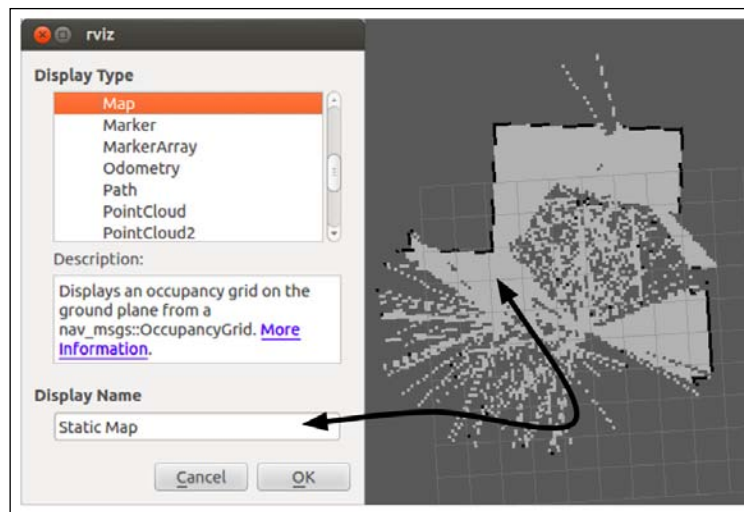 rviz
Display Type
Map
Marker
MarkerArray
Odometry
Path
PointCloud
PointCloud2
Description:
Displays an occupancy grid on the
ground plane from a
nav_msgs::OccupancyGrid. More
Information.
Display Name
Static Map
Cancel OK